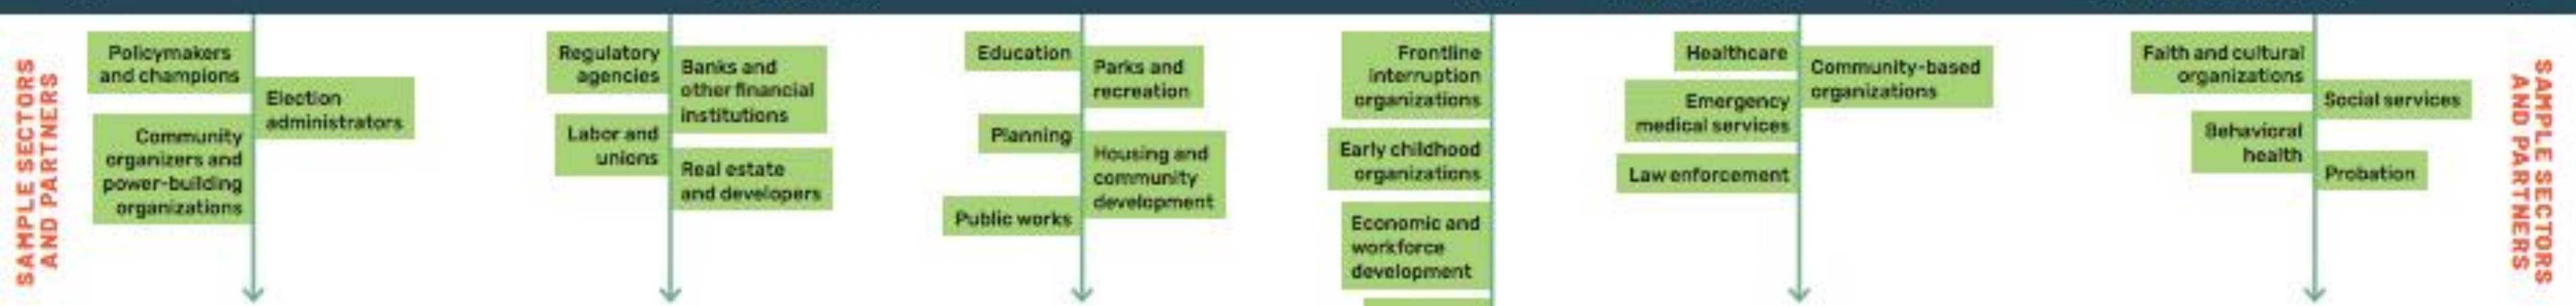 SAMPLE SECTORS
AND PARTNERS
Policymakers
and champions
Election
administrators
Community
organizers and
power-building
organizations
Regulatory
agencies
Banks and
other financial
institutions
Labor and
unions
Real estate
and developers
Education
Parks and
recreation
Planning
Housing and
community
development
Public works
Frontline
interruption
organizations
Early childhood
organizations
Economic and
workforce
development
Healthcare
Community-based
organizations
Emergency
medical services
Law enforcement
Faith and cultural
organizations
Social services
Behavioral
health
Probation
SAMPLE SECTORS
AND PARTNERS